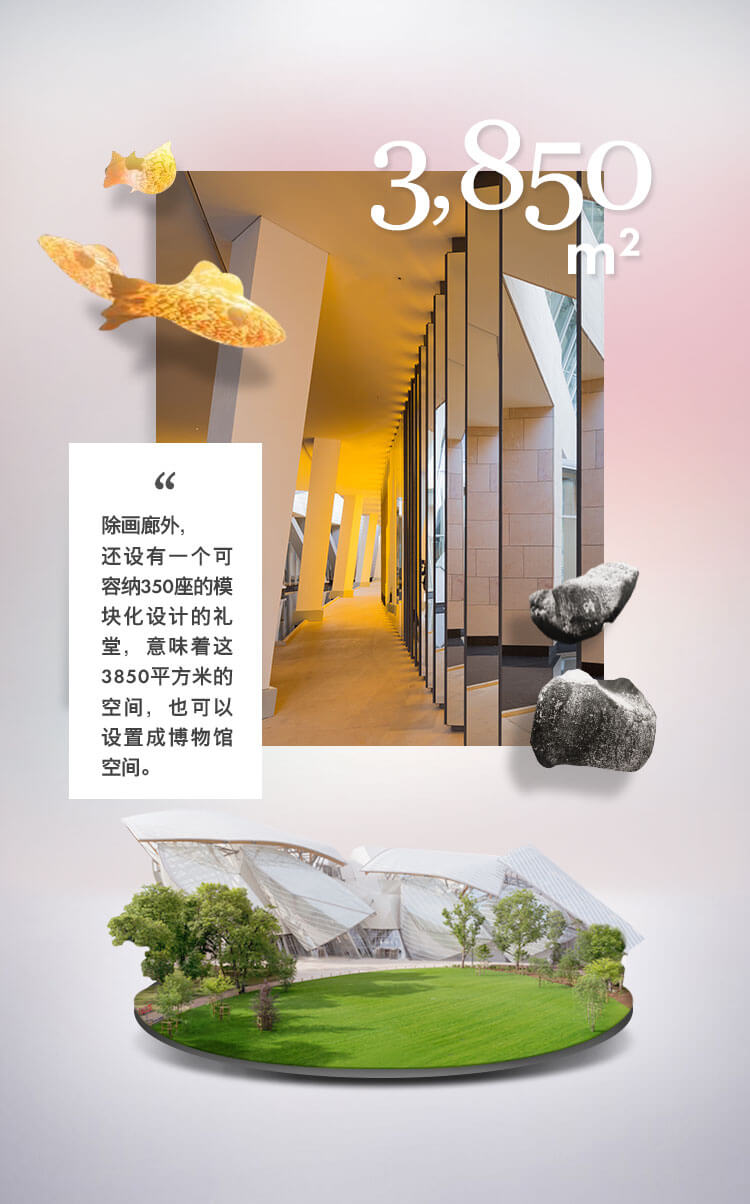 3,850
m²
“
除画廊外，
还设有一个可
容纳350座的模
块化设计的礼
堂，意味着这
3850平方米的
空间，也可以
设置成博物馆
空间。